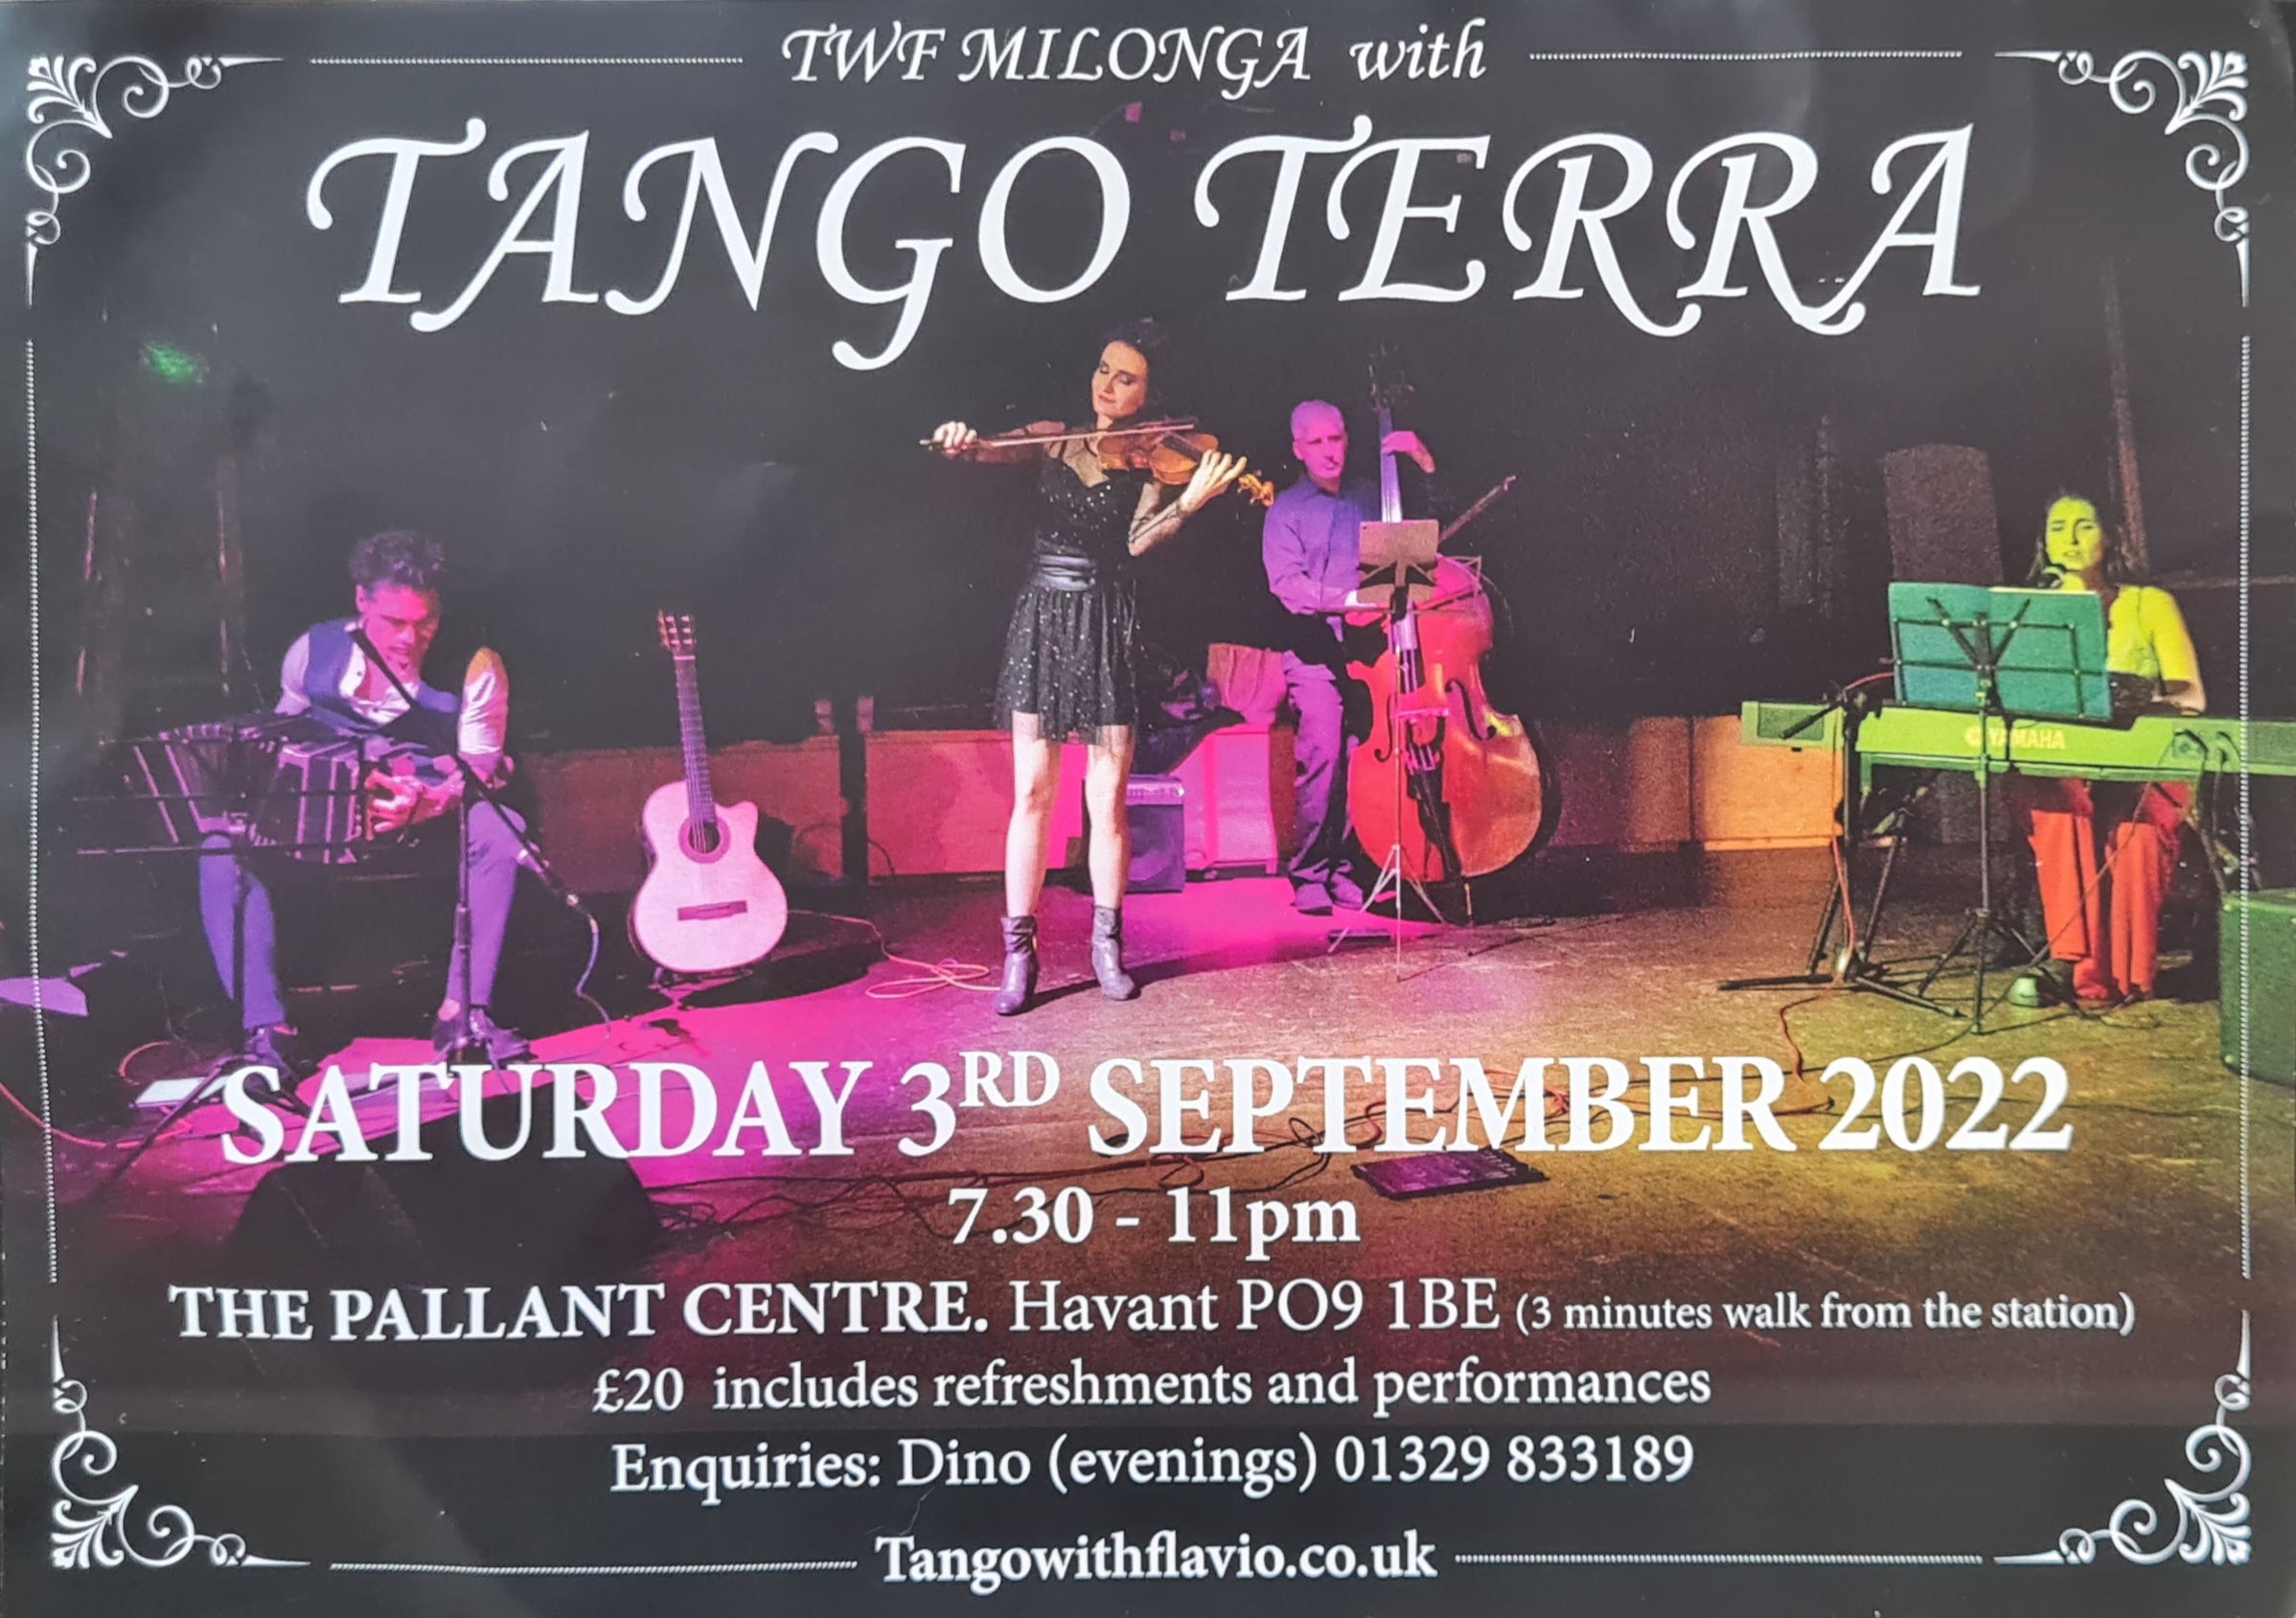 TWF MILONGA with
TANGO TERRA
YAMAHA
SATURDAY 3RD SEPTEMBER 2022
7.30 - 11pm
THE PALLANT CENTRE. Havant PO9 1BE (3 minutes walk from the station)
£20 includes refreshments and performances
Enquiries: Dino (evenings) 01329 833189
Tangowithflavio.co.uk